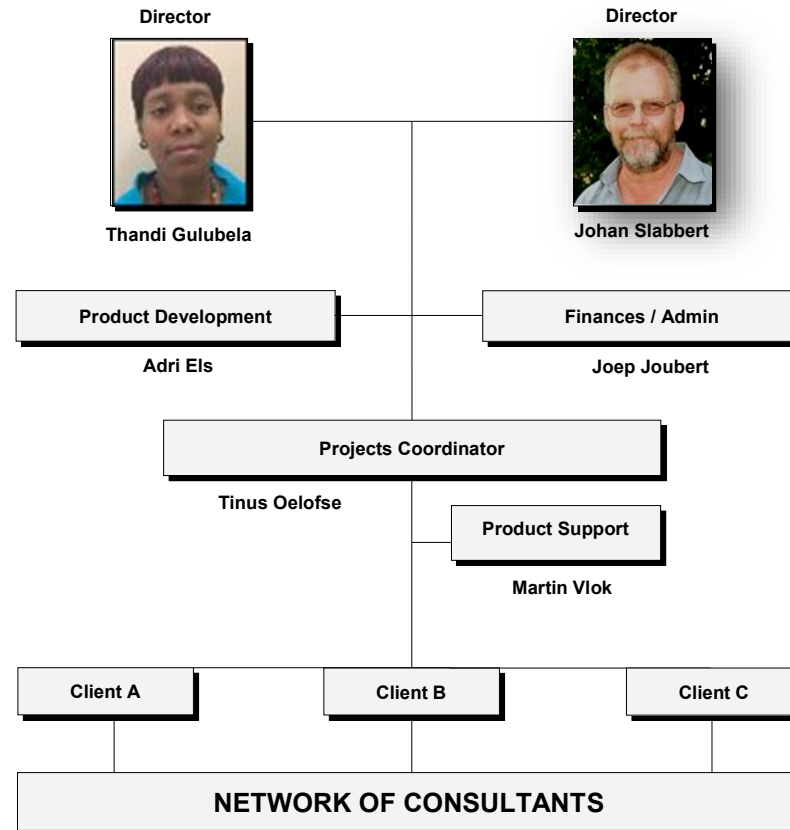 Director
Director
Thandi Gulubela
Johan Slabbert
Product Development
Finances / Admin
Adri Els
Joep Joubert
Projects Coordinator
Tinus Oelofse
Product Support
Martin Vlok
Client A
Client B
Client C
NETWORK OF CONSULTANTS